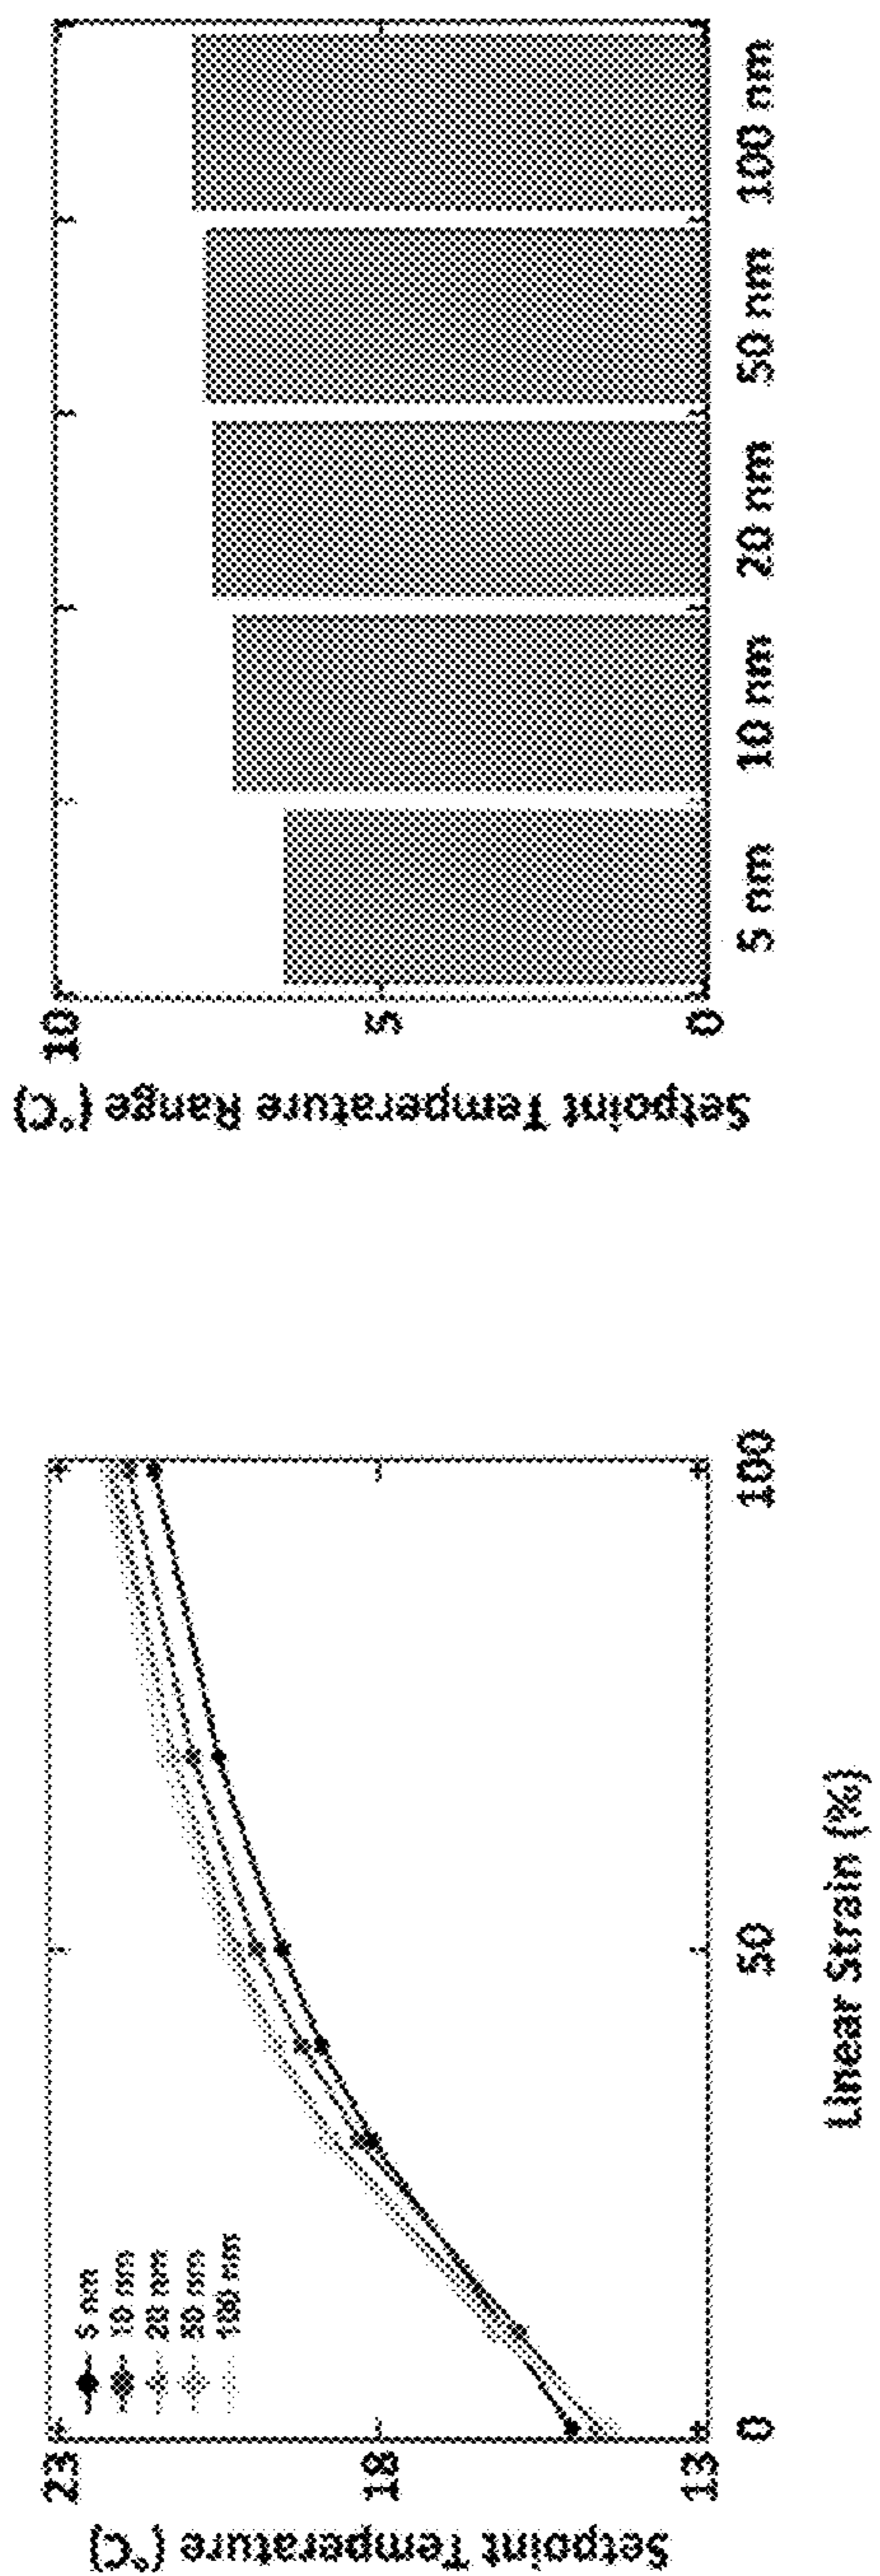 Setpoint Temperature (°C)
23
18
13
5 nm
10 nm
20 nm
50 nm
100 nm
0
50
100
Linear Strain (%)
Setpoint Temperature Range (°C)
10
5
0
5 nm
10 nm
20 nm
50 nm
100 nm